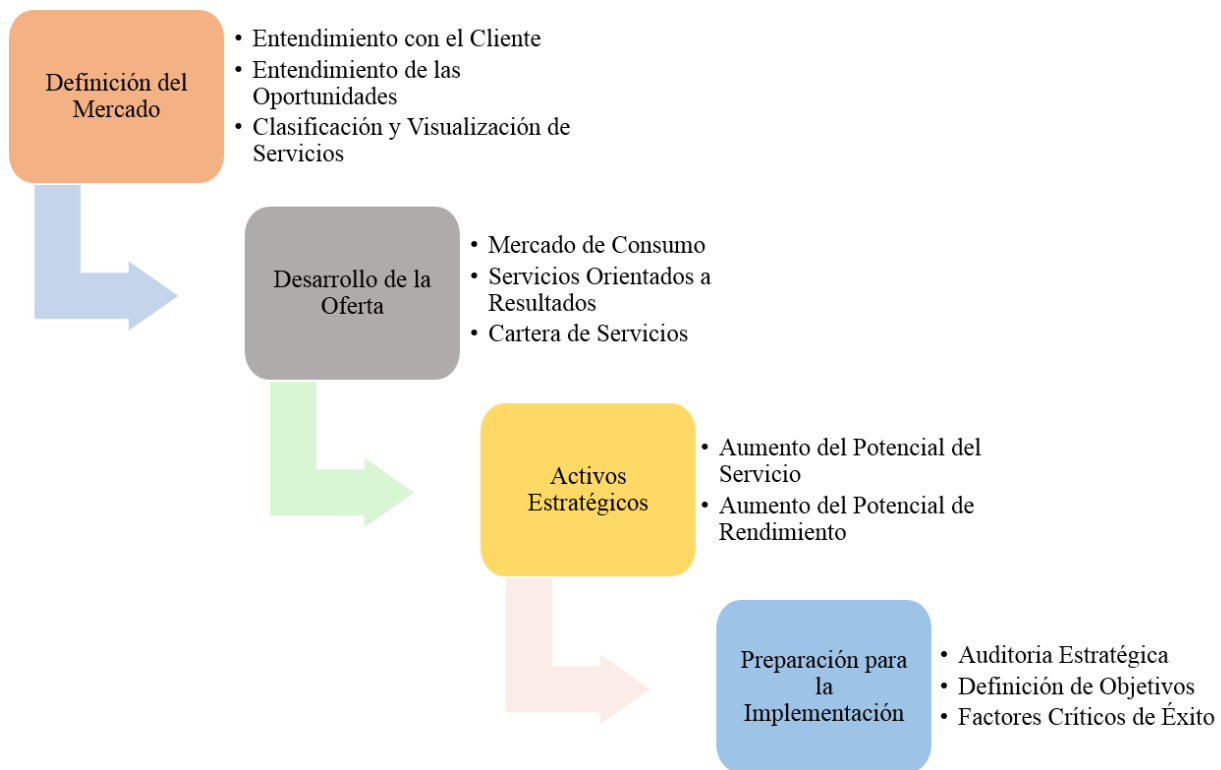 Definición del
Mercado
• Entendimiento con el Cliente
• Entendimiento de las
Oportunidades
• Clasificación y Visualización de
Servicios
Desarrollo de la
Oferta
• Mercado de Consumo
• Servicios Orientados a
Resultados
• Cartera de Servicios
Activos
Estratégicos
• Aumento del Potencial del
Servicio
• Aumento del Potencial de
Rendimiento
Preparación para
la
Implementación
• Auditoria Estratégica
• Definición de Objetivos
• Factores Críticos de Éxito